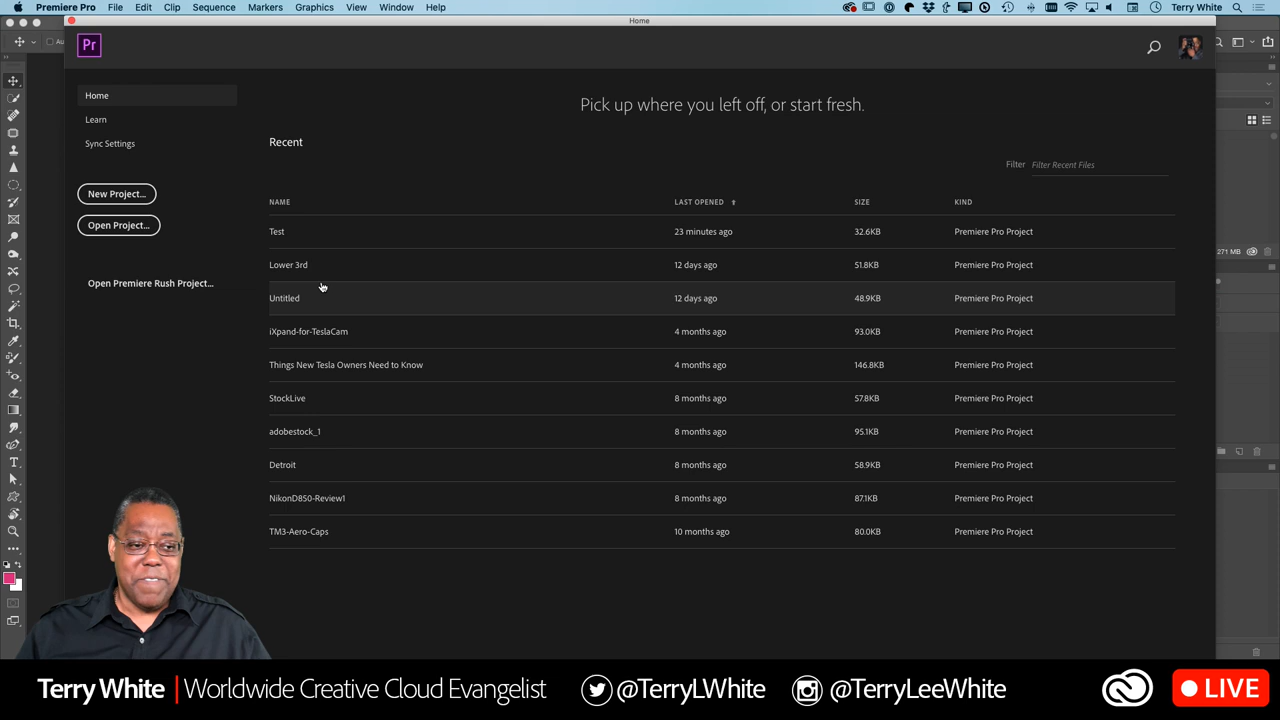 Premiere Pro File Edit Clip Sequence Markers Graphics View Window Help Terry White
Home
Pr
Home
Learn
Sync Settings
New Project...
Open Project...
Open Premiere Rush Project...
Pick up where you left off, or start fresh.
Recent
Filter Filter Recent Files
NAME LAST OPENED SIZE KIND
Test 23 minutes ago 32.6KB Premiere Pro Project
Lower 3rd 12 days ago 51.8KB Premiere Pro Project
Untitled 12 days ago 48.9KB Premiere Pro Project
iXpand-for-TeslaCam 4 months ago 93.0KB Premiere Pro Project
Things New Tesla Owners Need to Know 4 months ago 146.8KB Premiere Pro Project
StockLive 8 months ago 57.8KB Premiere Pro Project
adobestock_1 8 months ago 95.1KB Premiere Pro Project
Detroit 8 months ago 58.9KB Premiere Pro Project
NikonD850-Review1 8 months ago 87.1KB Premiere Pro Project
TM3-Aero-Caps 10 months ago 80.0KB Premiere Pro Project
271 MB
Terry White | Worldwide Creative Cloud Evangelist @TerryLWhite @TerryLeeWhite LIVE